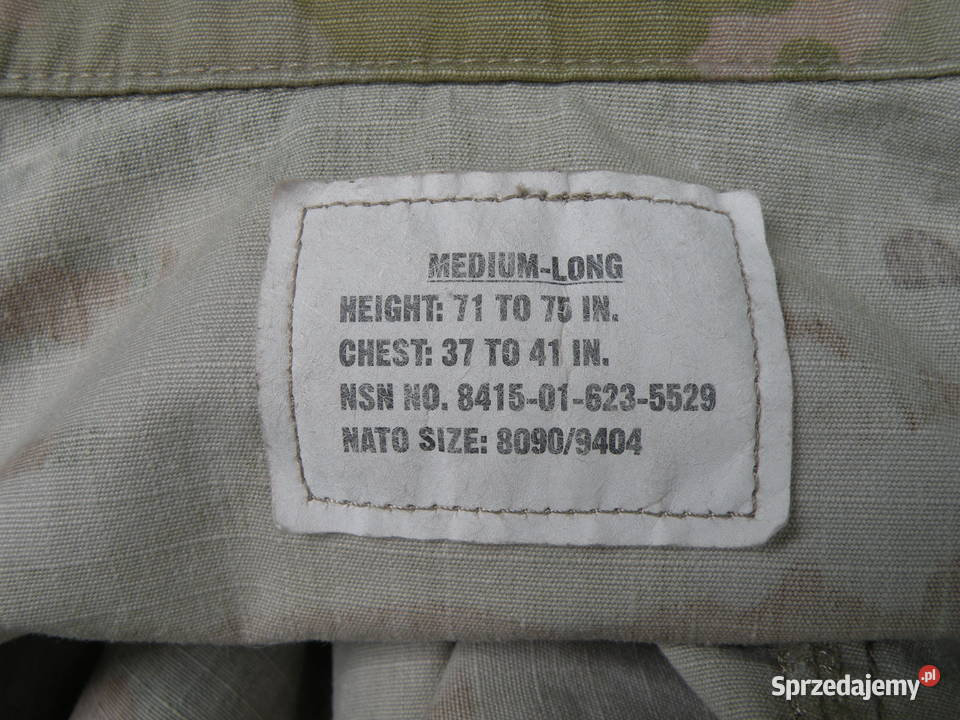 MEDIUM-LONG
HEIGHT: 71 TO 75 IN.
CHEST: 37 TO 41 IN.
NSN NO. 8415-01-623-5529
NATO SIZE: 8090/9404
Sprzedajemy.pl